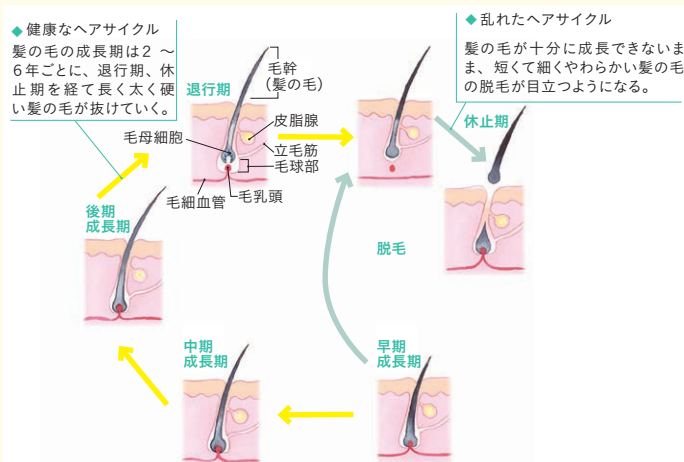 ◆ 健康なヘアサイクル
髪の毛の成長期は2 〜
6年ごとに、退行期、休
止期を経て長く太く硬
い髪の毛が抜けていく。
◆ 乱れたヘアサイクル
髪の毛が十分に成長できないま
ま、短くて細くやわらかい髪の毛
の脱毛が目立つようになる。
退行期
毛幹
(髪の毛)
皮脂腺
立毛筋
毛球部
毛母細胞
毛乳頭
毛細血管
休止期
脱毛
後期
成長期
中期
成長期
早期
成長期